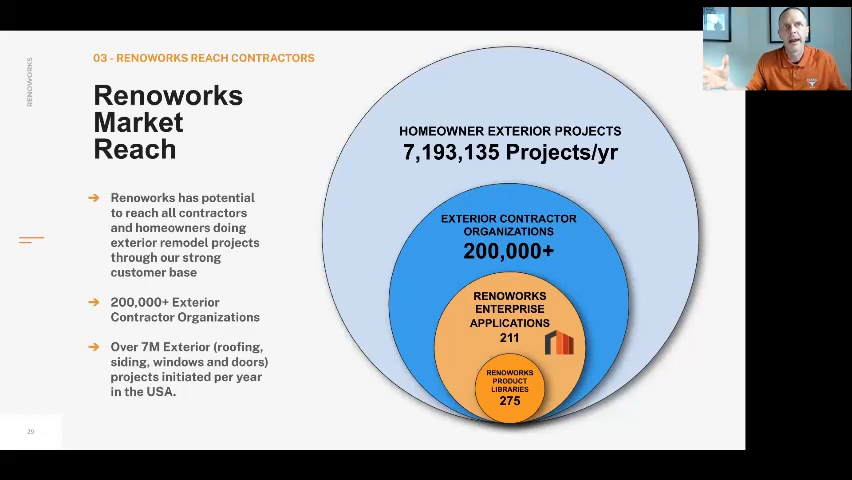 RENOWORKS
03 - RENOWORKS REACH CONTRACTORS
Renoworks
Market
Reach
Renoworks has potential
to reach all contractors
and homeowners doing
exterior remodel projects
through our strong
customer base
200,000+ Exterior
Contractor Organizations
Over 7M Exterior (roofing,
siding, windows and doors)
projects initiated per year
in the USA.
HOMEOWNER EXTERIOR PROJECTS
7,193,135 Projects/yr
EXTERIOR CONTRACTOR
ORGANIZATIONS
200,000+
RENOWORKS
ENTERPRISE
APPLICATIONS
211
RENOWORKS
PRODUCT
LIBRARIES
275
29